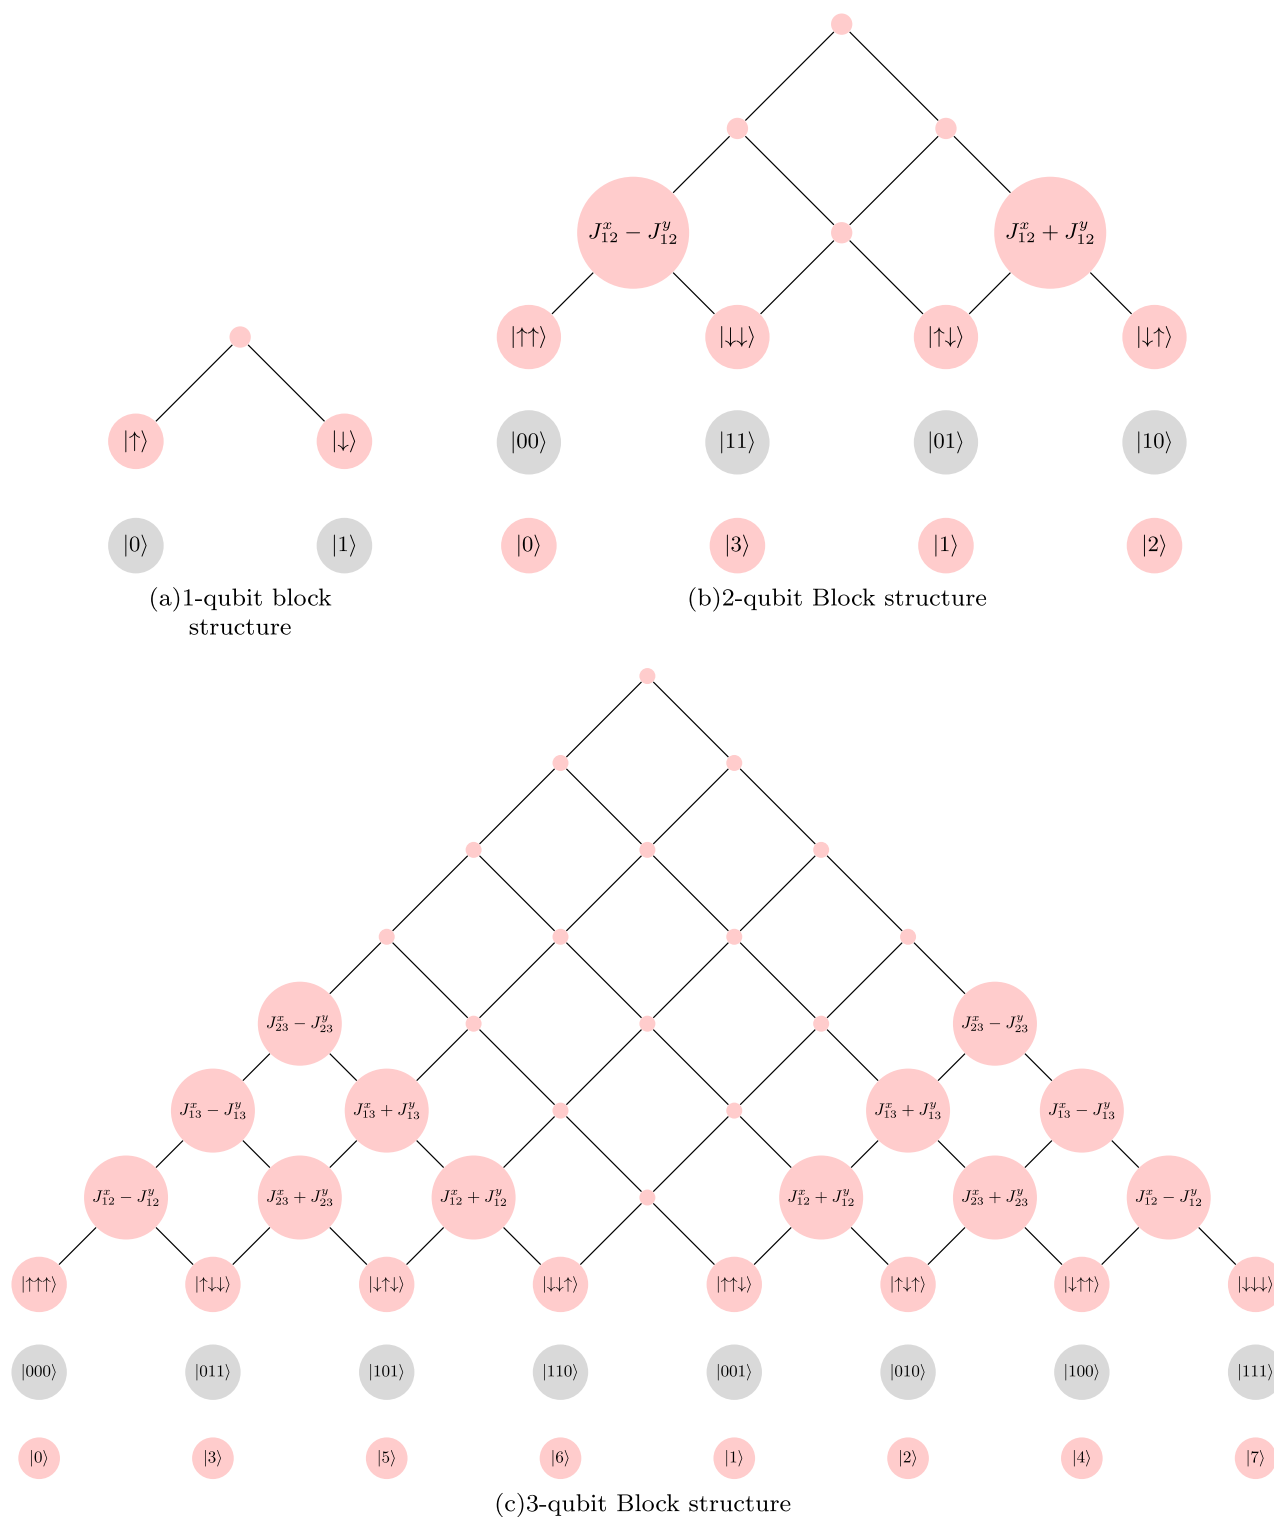 J^x_{12} − J^y_{12} J^x_{12} + J^y_{12}
|↑↑⟩ |↓↓⟩ |↑↓⟩ |↓↑⟩
|↑⟩ |↓⟩ |00⟩ |11⟩ |01⟩ |10⟩
|0⟩ |1⟩ |0⟩ |3⟩ |1⟩ |2⟩
(a)1-qubit block
structure
(b)2-qubit Block structure
J^x_{23} − J^y_{23} J^x_{23} − J^y_{23}
J^x_{13} − J^y_{13} J^x_{13} + J^y_{13} J^x_{13} + J^y_{13} J^x_{13} − J^y_{13}
J^x_{12} − J^y_{12} J^x_{23} + J^y_{23} J^x_{12} + J^y_{12} J^x_{12} + J^y_{12} J^x_{23} + J^y_{23} J^x_{12} − J^y_{12}
|↑↑↑⟩ |↑↓↓⟩ |↓↑↓⟩ |↓↓↑⟩ |↑↑↓⟩ |↑↓↑⟩ |↓↑↑⟩ |↓↓↓⟩
|000⟩ |011⟩ |101⟩ |110⟩ |001⟩ |010⟩ |100⟩ |111⟩
|0⟩ |3⟩ |5⟩ |6⟩ |1⟩ |2⟩ |4⟩ |7⟩
(c)3-qubit Block structure